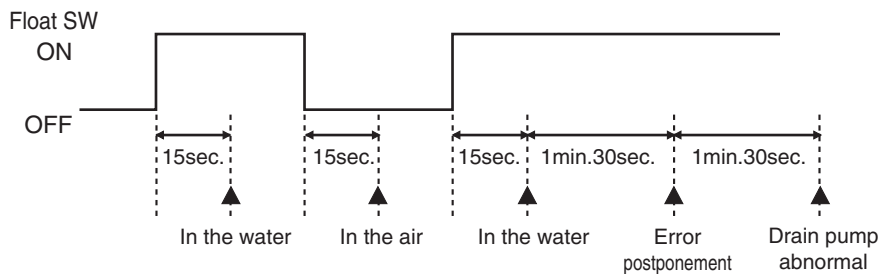 Float SW
ON
OFF
15sec. 15sec. 15sec. 1min.30sec. 1min.30sec.
In the water In the air In the water Error Drain pump
postponement abnormal